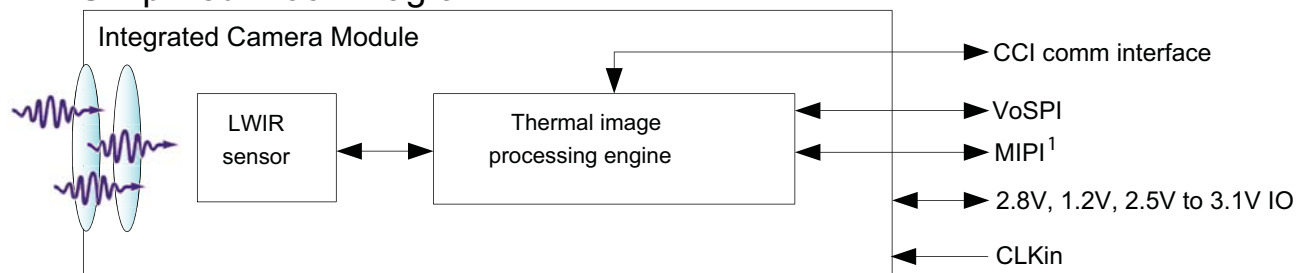 Integrated Camera Module
CCI comm interface
LWIR
sensor
Thermal image
processing engine
VoSPI
MIPI¹
2.8V, 1.2V, 2.5V to 3.1V IO
CLKin